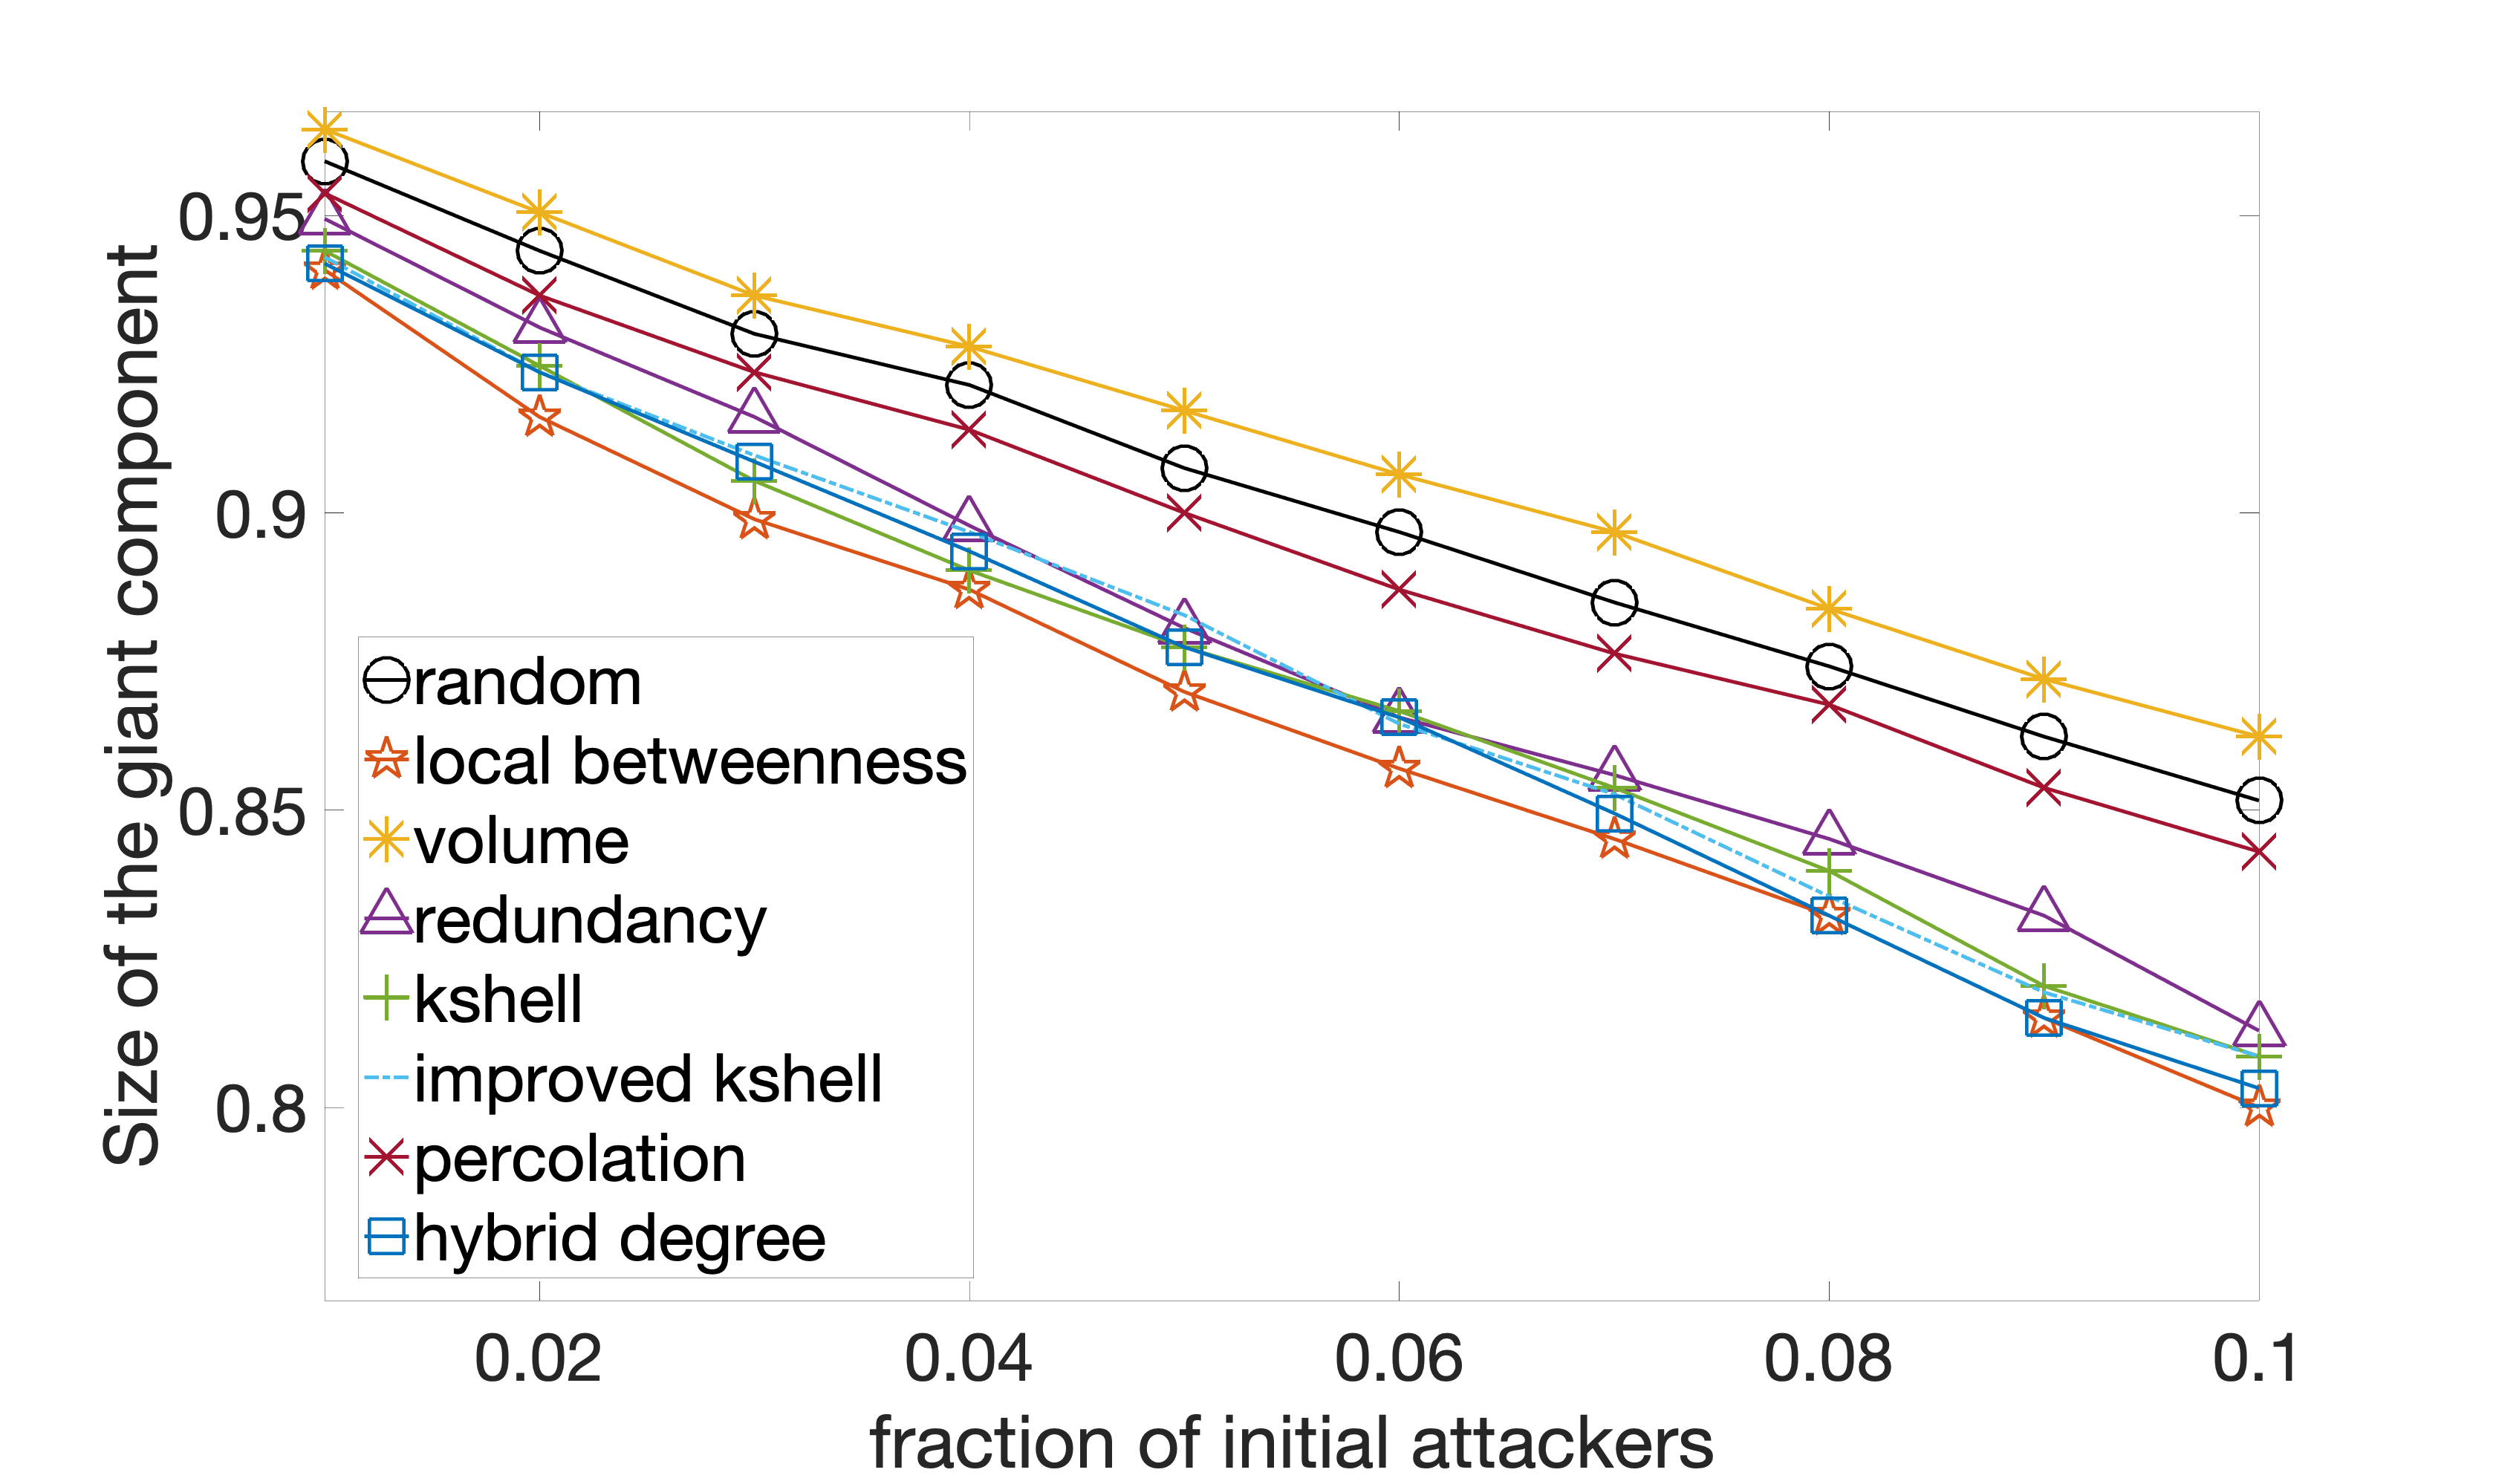 Size of the giant component
0.95
0.9
0.85
0.8
random
local betweenness
volume
redundancy
kshell
improved kshell
percolation
hybrid degree
0.02 0.04 0.06 0.08 0.1
fraction of initial attackers